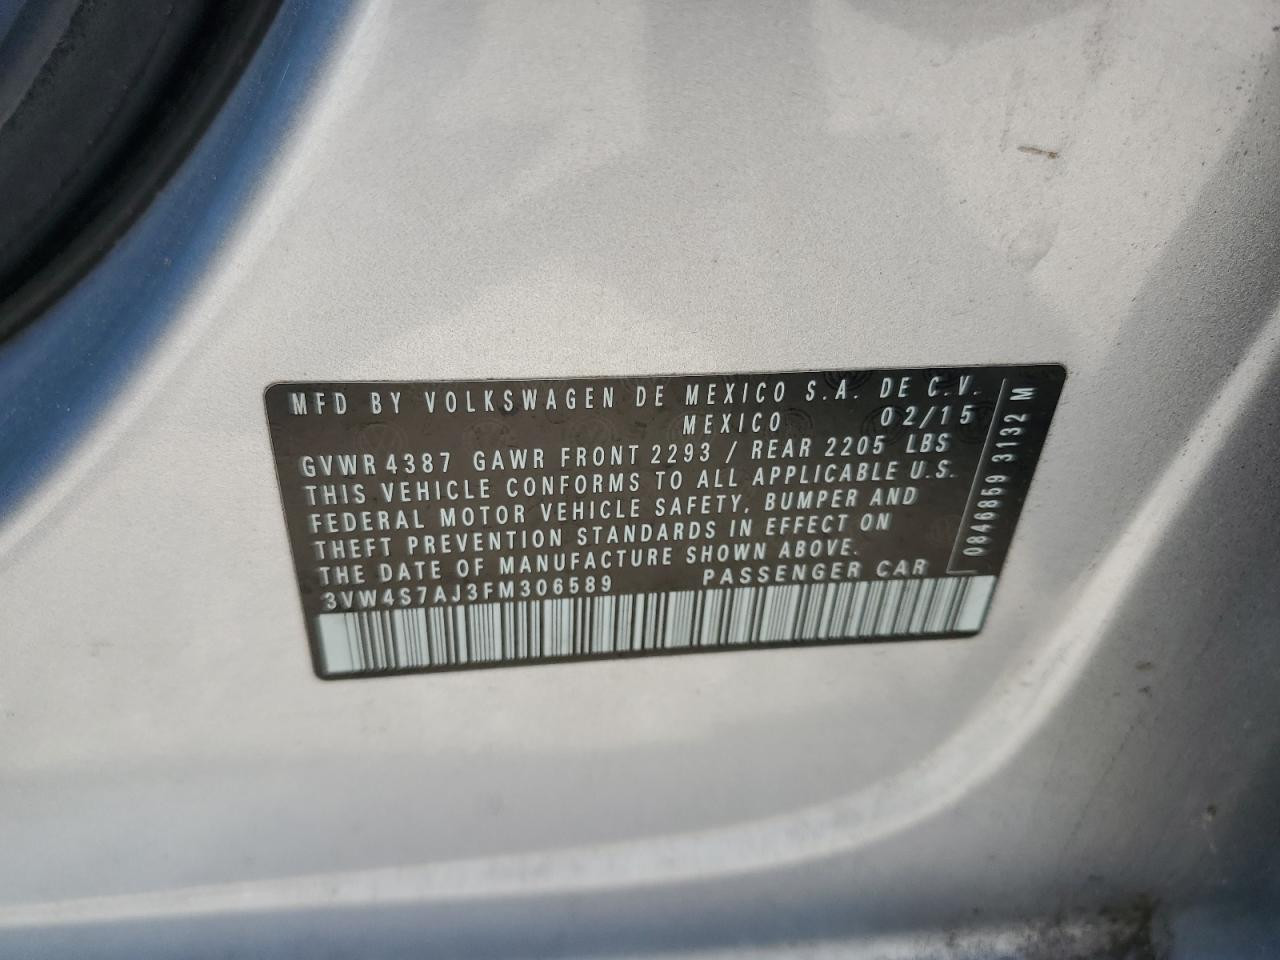 MFD BY VOLKSWAGEN DE MEXICO S.A. DE C.V.
MEXICO 02/15
GVWR 4387 GAWR FRONT 2293 / REAR 2205 LBS
THIS VEHICLE CONFORMS TO ALL APPLICABLE U.S.
FEDERAL MOTOR VEHICLE SAFETY, BUMPER AND
THEFT PREVENTION STANDARDS IN EFFECT ON
THE DATE OF MANUFACTURE SHOWN ABOVE.
3VW4S7AJ3FM306589 PASSENGER CAR
0846859 3132 M